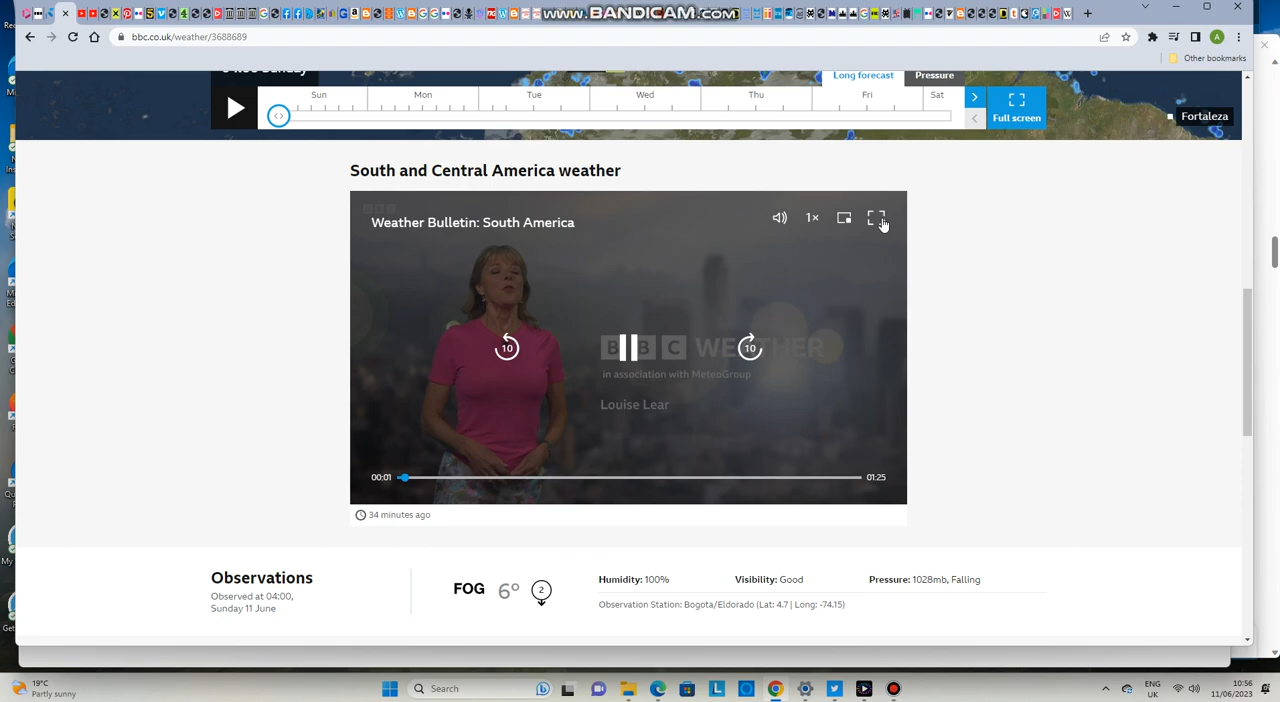 www.BANDICAM.com
bbc.co.uk/weather/3688689
Other bookmarks
Long forecast
Pressure
Sun
Mon
Tue
Wed
Thu
Fri
Sat
Full screen
Fortaleza
South and Central America weather
Weather Bulletin: South America
1×
10
10
BBC WEATHER
in association with MeteoGroup
Louise Lear
00:01
01:25
34 minutes ago
Observations
Observed at 04:00,
Sunday 11 June
FOG
6°
2
Humidity: 100%
Visibility: Good
Pressure: 1028mb, Falling
Observation Station: Bogota/Eldorado (Lat: 4.7 | Long: -74.15)
19°C
Partly sunny
Search
ENG
UK
10:56
11/06/2023